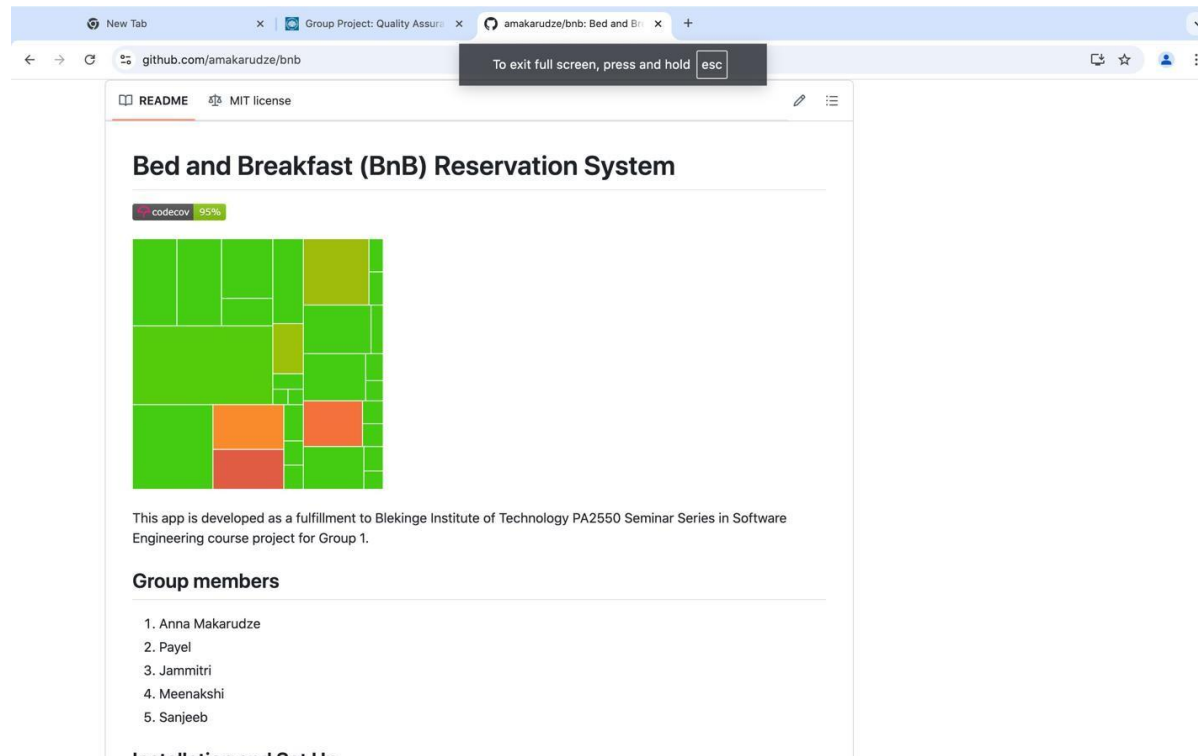 New Tab
Group Project: Quality Assura
amakarudze/bnb: Bed and Br
github.com/amakarudze/bnb
To exit full screen, press and hold esc
README
MIT license
Bed and Breakfast (BnB) Reservation System
codecov 95%
This app is developed as a fulfillment to Blekinge Institute of Technology PA2550 Seminar Series in Software
Engineering course project for Group 1.
Group members
1. Anna Makarudze
2. Payel
3. Jammitri
4. Meenakshi
5. Sanjeeb